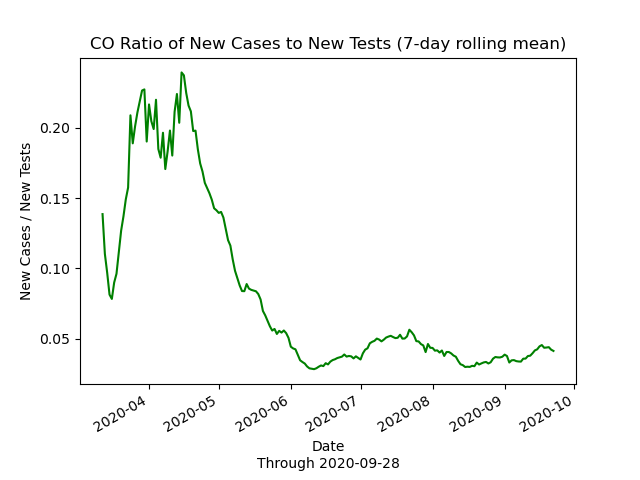 CO Ratio of New Cases to New Tests (7-day rolling mean)
New Cases / New Tests
0.20
0.15
0.10
0.05
2020-04
2020-05
2020-06
2020-07
2020-08
2020-09
2020-10
Date
Through 2020-09-28